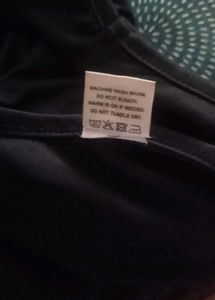 MACHINE WASH WARM.
DO NOT BLEACH.
WARM IRON IF NEEDED.
DO NOT TUMBLE DRY.